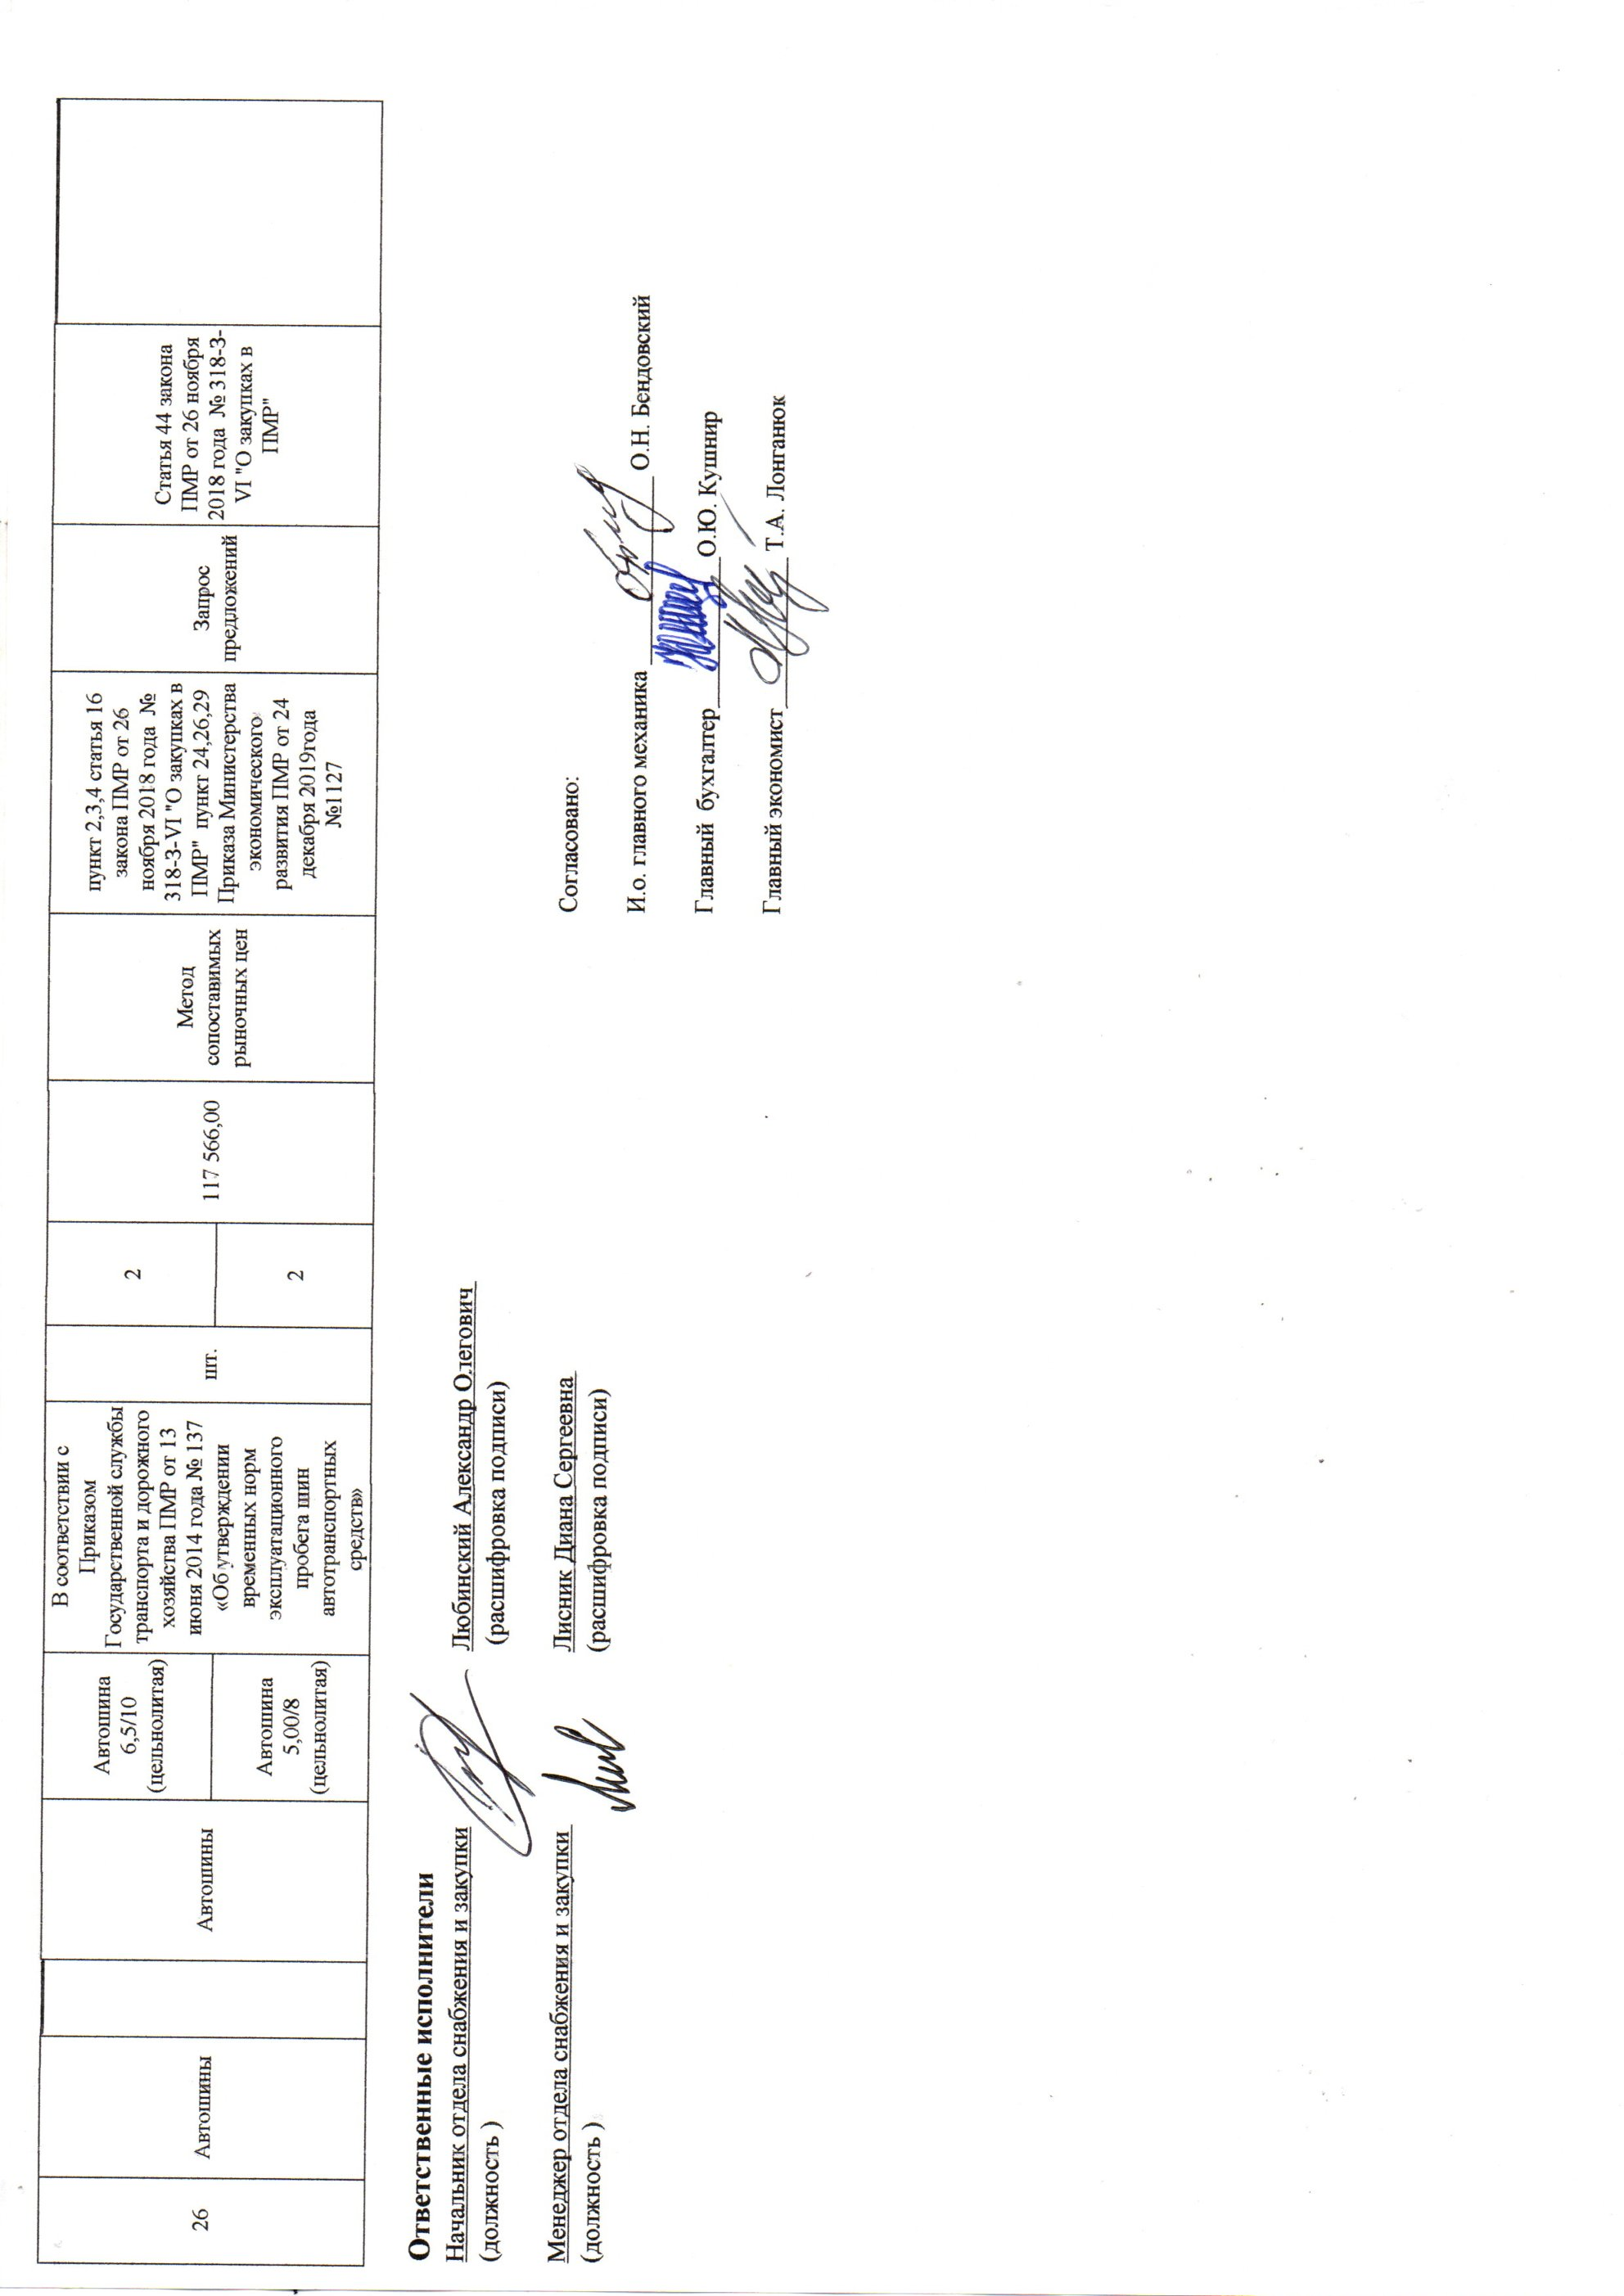 26
Автошины
Автошины
Автошина
6,5/10
(цельнолитая)
Автошина
5,00/8
(цельнолитая)
В соответствии с
Приказом
Государственной службы
транспорта и дорожного
хозяйства ПМР от 13
июня 2014 года № 137
«Об утверждении
временных норм
эксплуатационного
пробега шин
автотранспортных
средств»
шт.
2
2
117 566,00
Метод
сопоставимых
рыночных цен
пункт 2,3,4 статья 16
закона ПМР от 26
ноября 2018 года №
318-З-VI "О закупках в
ПМР" пункт 24,26,29
Приказа Министерства
экономического
развития ПМР от 24
декабря 2019года
№1127
Запрос
предложений
Статья 44 закона
ПМР от 26 ноября
2018 года № 318-З-
VI "О закупках в
ПМР"
Ответственные исполнители
Начальник отдела снабжения и закупки Любинский Александр Олегович
(должность ) (расшифровка подписи)
Менеджер отдела снабжения и закупки Лисник Диана Сергеевна
(должность ) (расшифровка подписи)
Согласовано:
И.о. главного механика О.Н. Бендовский
Главный бухгалтер О.Ю. Кушнир
Главный экономист Т.А. Лонганюк